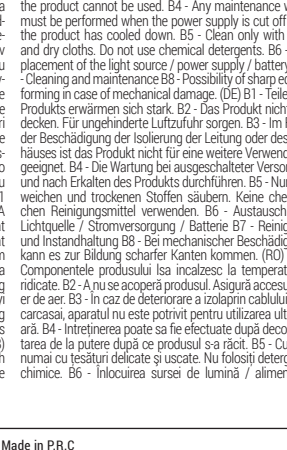 the product cannot be used. B4 - Any maintenance w
must be performed when the power supply is cut off
the product has cooled down. B5 - Clean only with
and dry cloths. Do not use chemical detergents. B6 -
placement of the light source / power supply / battery
- Cleaning and maintenance B8 - Possibility of sharp ed
forming in case of mechanical damage. (DE) B1 - Teile
Produkts erwärmen sich stark. B2 - Das Produkt nich
decken. Für ungehinderte Luftzufuhr sorgen. B3 - Im F
der Beschädigung der Isolierung der Leitung oder des
häuses ist das Produkt nicht für eine weitere Verwend
geeignet. B4 - Die Wartung bei ausgeschalteter Versor
und nach Erkalten des Produkts durchführen. B5 - Nur
weichen und trockenen Stoffen säubern. Keine che
chen Reinigungsmittel verwenden. B6 - Austausch
Lichtquelle / Stromversorgung / Batterie B7 - Reinig
und Instandhaltung B8 - Bei mechanischer Beschädig
kann es zur Bildung scharfer Kanten kommen. (RO)
Componentele produsului îsa incalzesc la temperat
ridicate. B2 - A nu se acoperă produsul. Asigură accesu
er de aer. B3 - În caz de deteriorare a izolaprin cablului
carcasai, aparatul nu este potrivit pentru utilizarea ult
ară. B4 - Intreținerea poate sa fie efectuate după deco
tarea de la putere după ce produsul s-a răcit. B5 - Cu
numai cu țesături delicate și uscate. Nu folosiți deterg
chimice. B6 - Înlocuirea sursei de lumină / alimer
Made in P.R.C